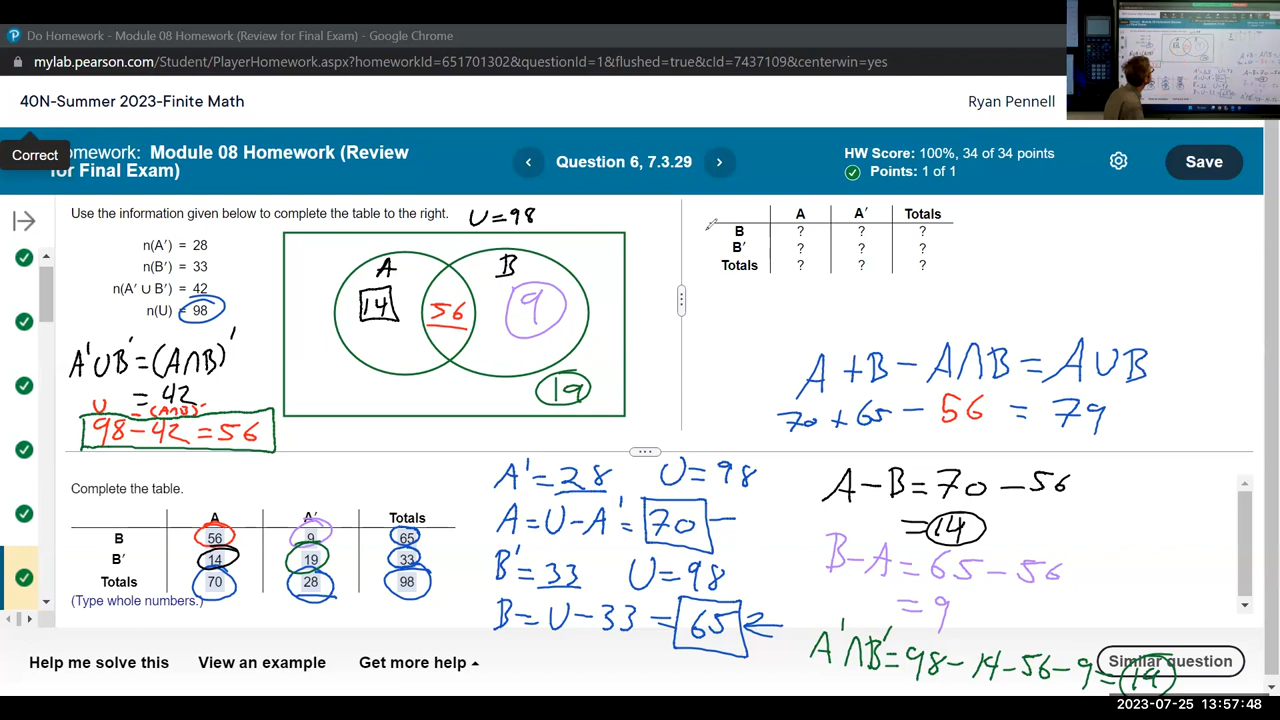 Do Homework - Module 08 Homework (Review for Final Exam) - Google Ch
mylab.pearson.com/Student/PlayerHomework.aspx?homeworkId=651701302&questionId=1&flushed=true&cId=7437109&centerwin=yes
40N-Summer 2023-Finite Math
Ryan Pennell
Correct
omework: Module 08 Homework (Review
for Final Exam)
Question 6, 7.3.29
HW Score: 100%, 34 of 34 points
Points: 1 of 1
Save
Use the information given below to complete the table to the right.
n(A′) = 28
n(B′) = 33
n(A′ ∪ B′) = 42
n(U) = 98
A′∪B′=(A∩B)′
= 42
98-42=56
U=98
A
B
14
56
9
19
A A′ Totals
B ? ? ?
B′ ? ? ?
Totals ? ? ?
A+B-A∩B=A∪B
70+65-56=79
Complete the table.
A A′ Totals
B 56 9 65
B′ 14 19 33
Totals 70 28 98
(Type whole numbers.)
A′=28 U=98
A=U-A′=70
B′=33 U=98
B=U-33=65
A-B=70-56
=14
B-A=65-56
=9
A′∩B′=98-14-56-9=19
Help me solve this
View an example
Get more help
Similar question
2023-07-25 13:57:48